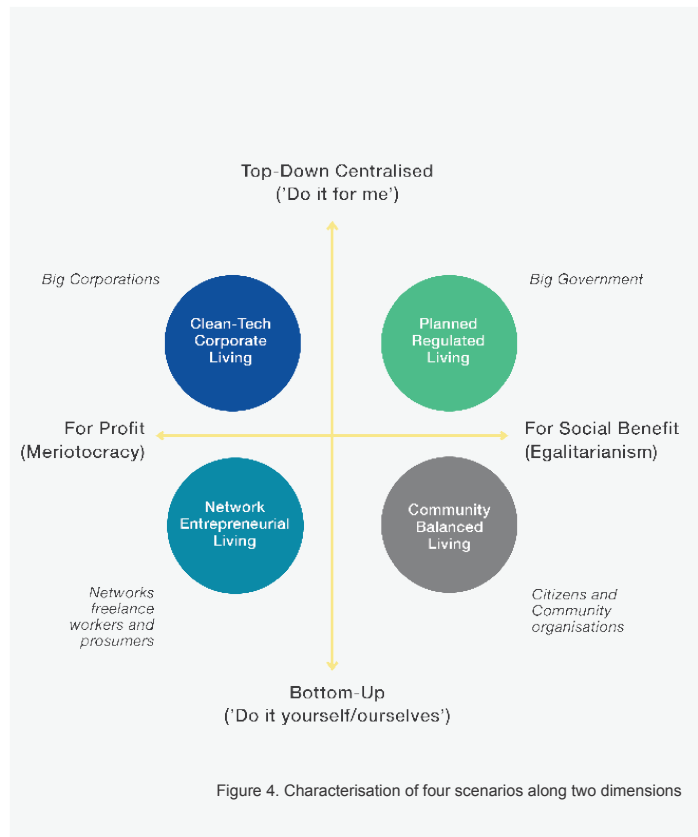 Top-Down Centralised
('Do it for me')
Big Corporations
Big Government
Clean-Tech
Corporate
Living
Planned
Regulated
Living
For Profit
(Meriotocracy)
For Social Benefit
(Egalitarianism)
Network
Entrepreneurial
Living
Community
Balanced
Living
Networks
freelance
workers and
prosumers
Citizens and
Community
organisations
Bottom-Up
('Do it yourself/ourselves')
Figure 4. Characterisation of four scenarios along two dimensions